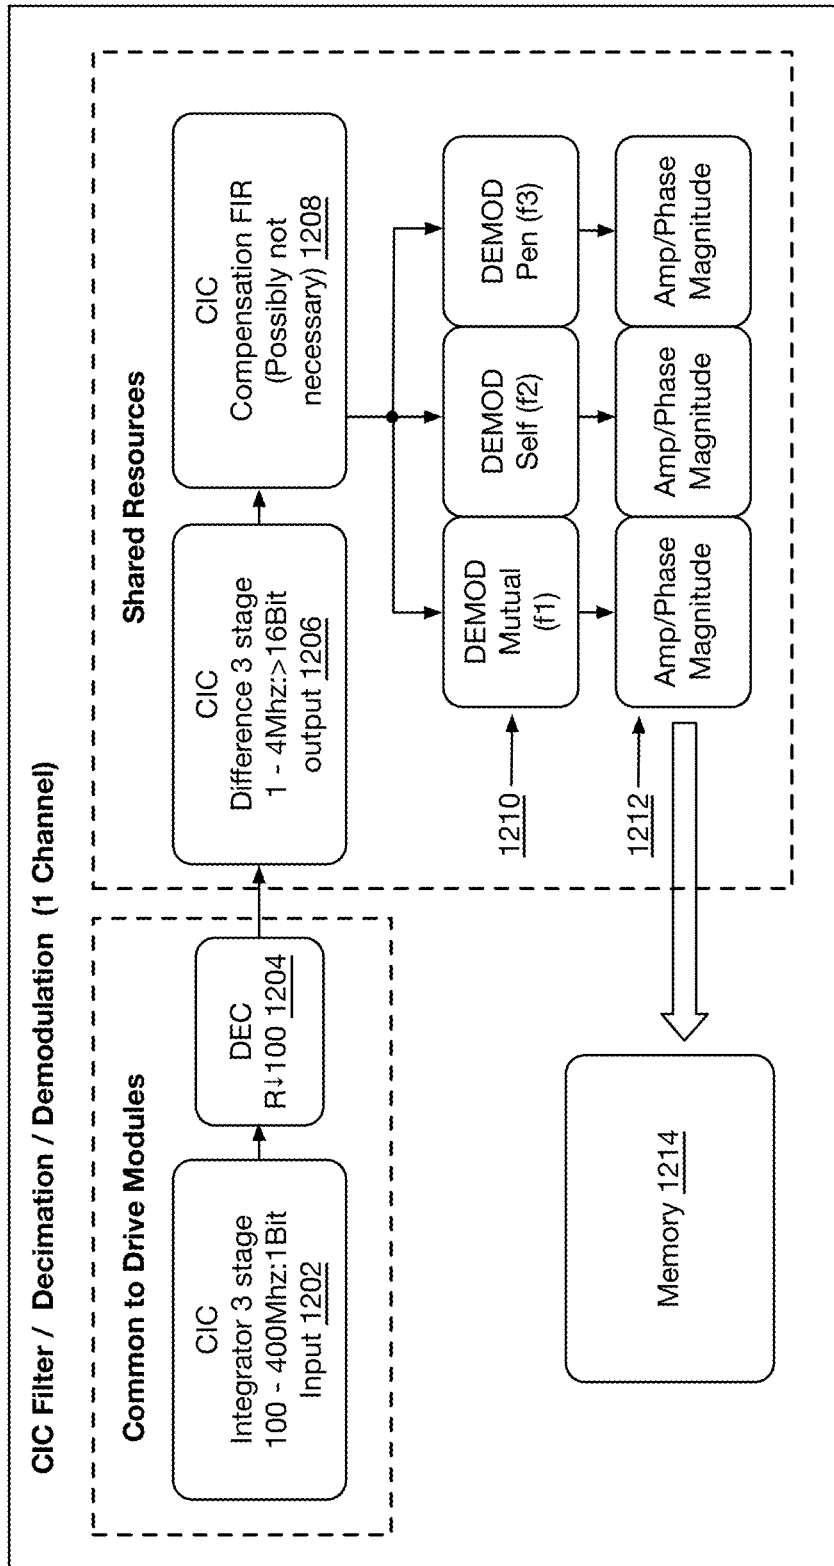 CIC Filter / Decimation / Demodulation (1 Channel)
Common to Drive Modules
CIC
Integrator 3 stage
100 - 400Mhz:1Bit
Input 1202
DEC
R↓100 1204
Shared Resources
CIC
Difference 3 stage
1 - 4Mhz:>16Bit
output 1206
CIC
Compensation FIR
(Possibly not
necessary) 1208
1210
DEMOD
Mutual
(f1)
DEMOD
Self (f2)
DEMOD
Pen (f3)
1212
Amp/Phase
Magnitude
Amp/Phase
Magnitude
Amp/Phase
Magnitude
Memory 1214